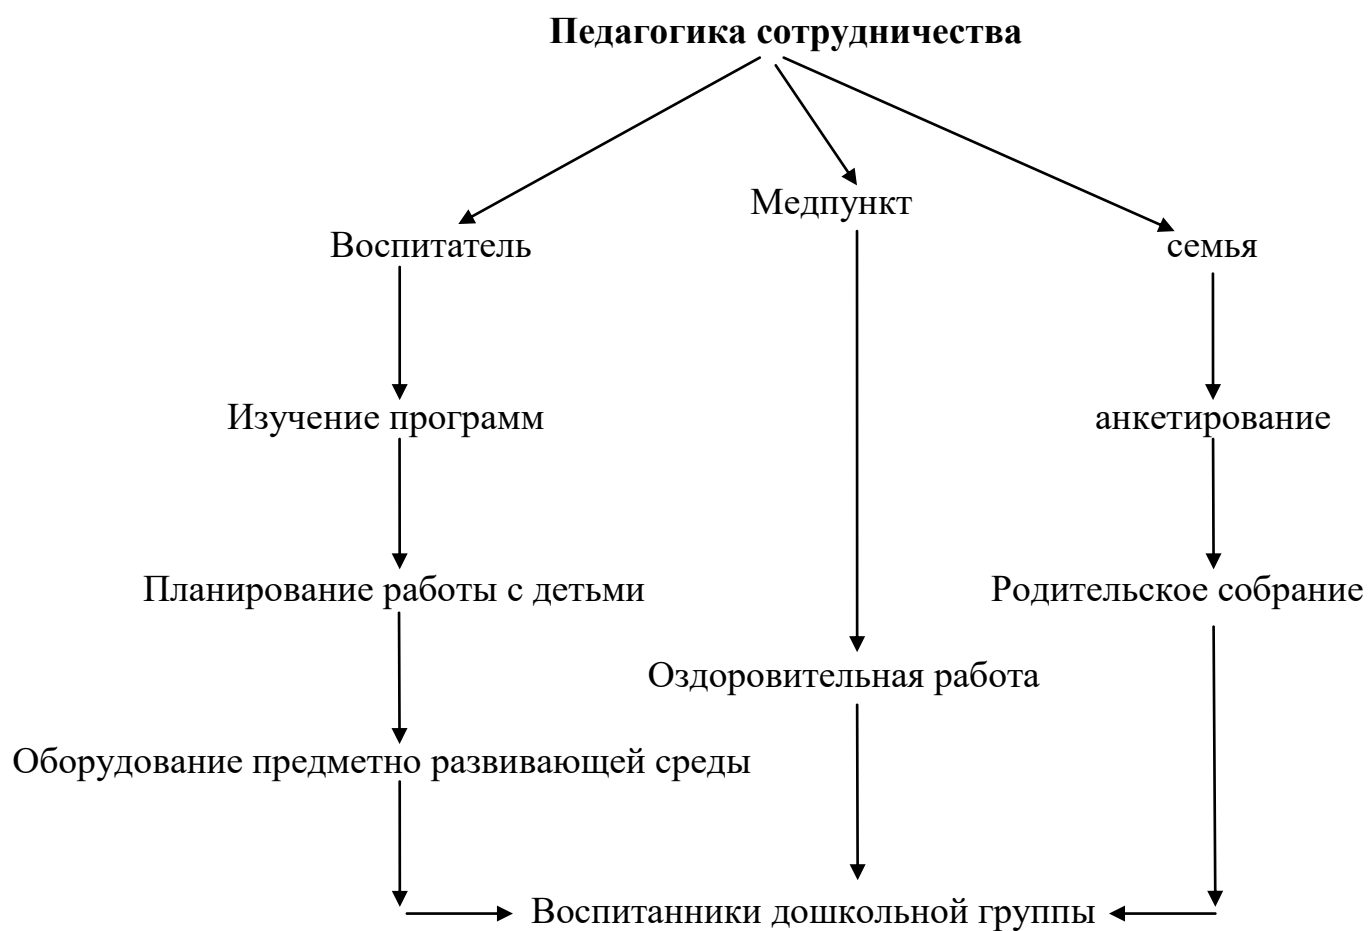 Педагогика сотрудничества
Медпункт
Воспитатель
семья
Изучение программ
анкетирование
Планирование работы с детьми
Родительское собрание
Оздоровительная работа
Оборудование предметно развивающей среды
Воспитанники дошкольной группы